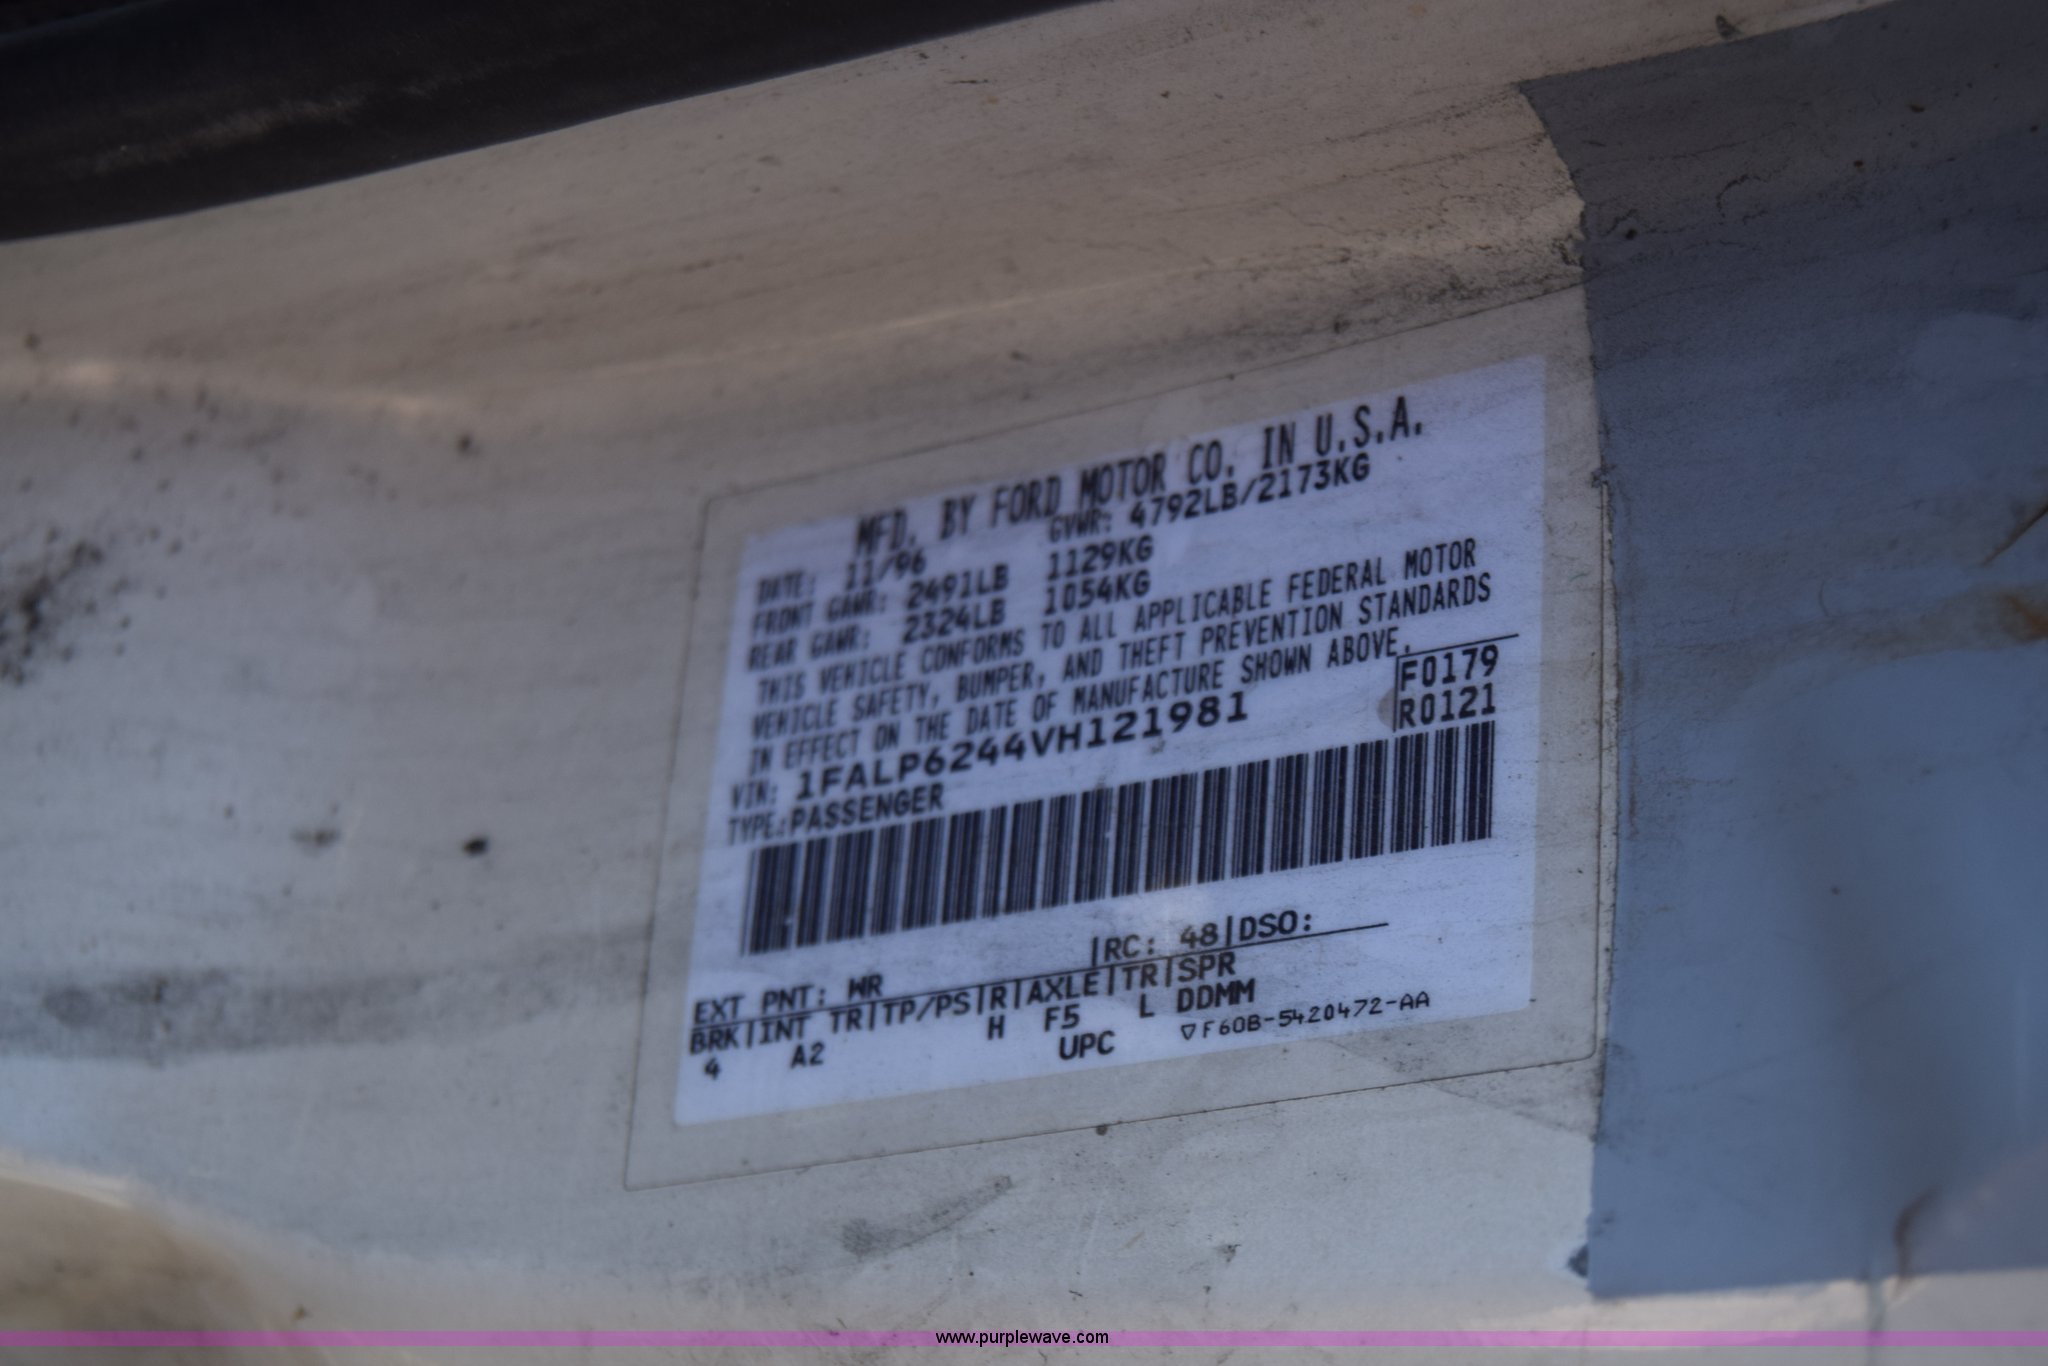 MFD. BY FORD MOTOR CO. IN U.S.A.
DATE: 11/96 GVWR: 4792LB/2173KG
FRONT GAWR: 2491LB 1129KG
REAR GAWR: 2324LB 1054KG
THIS VEHICLE CONFORMS TO ALL APPLICABLE FEDERAL MOTOR
VEHICLE SAFETY, BUMPER, AND THEFT PREVENTION STANDARDS
IN EFFECT ON THE DATE OF MANUFACTURE SHOWN ABOVE.
VIN: 1FALP6244VH121981 F0179
TYPE:PASSENGER R0121
EXT PNT: WR |RC: 48|DSO:
BRK|INT TR|TP/PS|R|AXLE|TR|SPR
4 A2 H F5 L DDMM
UPC ▽F60B-5420472-AA
www.purplewave.com